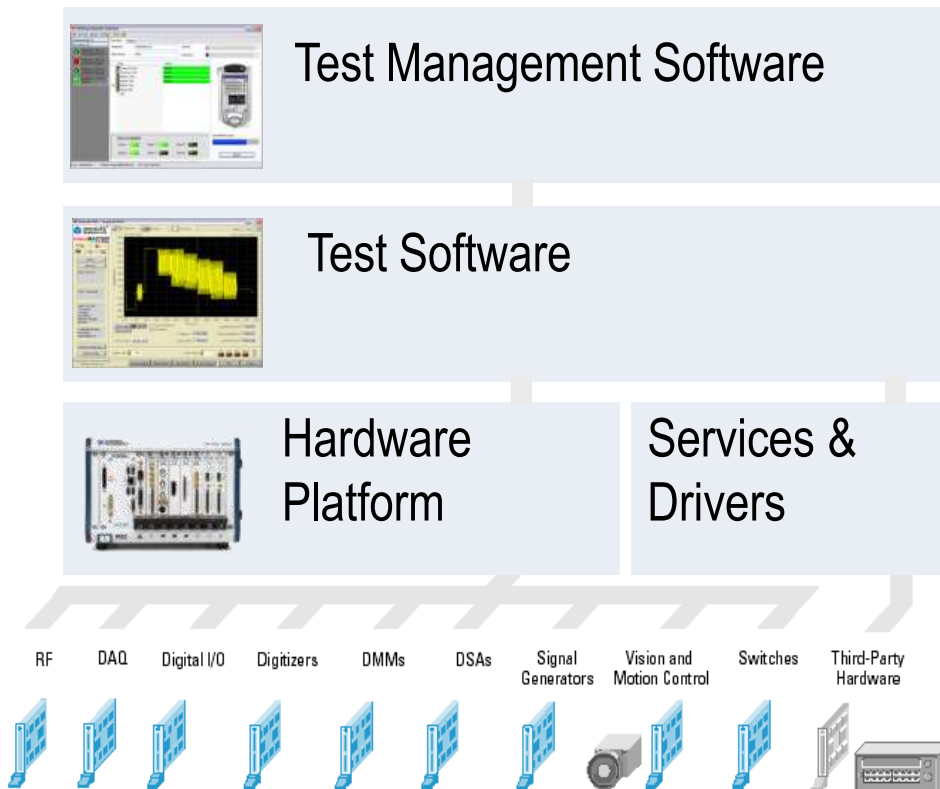 Test Management Software
Test Software
Hardware
Platform
Services &
Drivers
RF
DAQ
Digital I/O
Digitizers
DMMs
DSAs
Signal
Generators
Vision and
Motion Control
Switches
Third-Party
Hardware